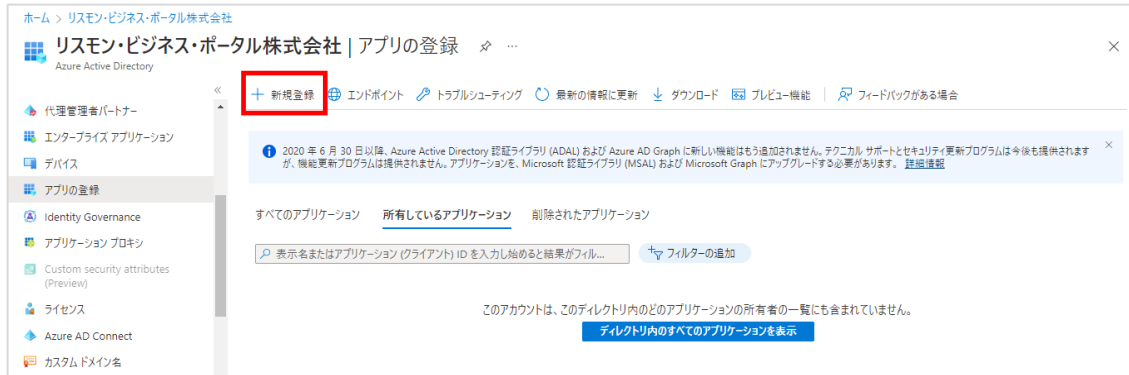 ホーム > リスモン・ビジネス・ポータル株式会社
リスモン・ビジネス・ポータル株式会社 | アプリの登録 …
Azure Active Directory
«
代理管理者パートナー
エンタープライズ アプリケーション
デバイス
アプリの登録
Identity Governance
アプリケーション プロキシ
Custom security attributes
(Preview)
ライセンス
Azure AD Connect
カスタム ドメイン名
+ 新規登録 エンドポイント トラブルシューティング 最新の情報に更新 ダウンロード プレビュー機能 | フィードバックがある場合
2020 年 6 月 30 日以降、Azure Active Directory 認証ライブラリ (ADAL) および Azure AD Graph に新しい機能はもう追加されません。テクニカル サポートとセキュリティ更新プログラムは今後も提供されます
が、機能更新プログラムは提供されません。アプリケーションを、Microsoft 認証ライブラリ (MSAL) および Microsoft Graph にアップグレードする必要があります。 詳細情報
すべてのアプリケーション 所有しているアプリケーション 削除されたアプリケーション
表示名またはアプリケーション (クライアント) ID を入力し始めると結果がフィル... フィルターの追加
このアカウントは、このディレクトリ内のどのアプリケーションの所有者の一覧にも含まれていません。
ディレクトリ内のすべてのアプリケーションを表示